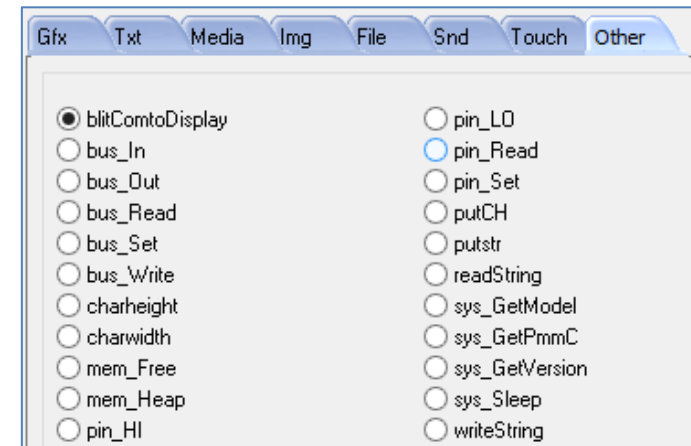 Gfx Txt Media Img File Snd Touch Other
blitComtoDisplay
bus_In
bus_Out
bus_Read
bus_Set
bus_Write
charheight
charwidth
mem_Free
mem_Heap
pin_HI
pin_LO
pin_Read
pin_Set
putCH
putstr
readString
sys_GetModel
sys_GetPmmC
sys_GetVersion
sys_Sleep
writeString